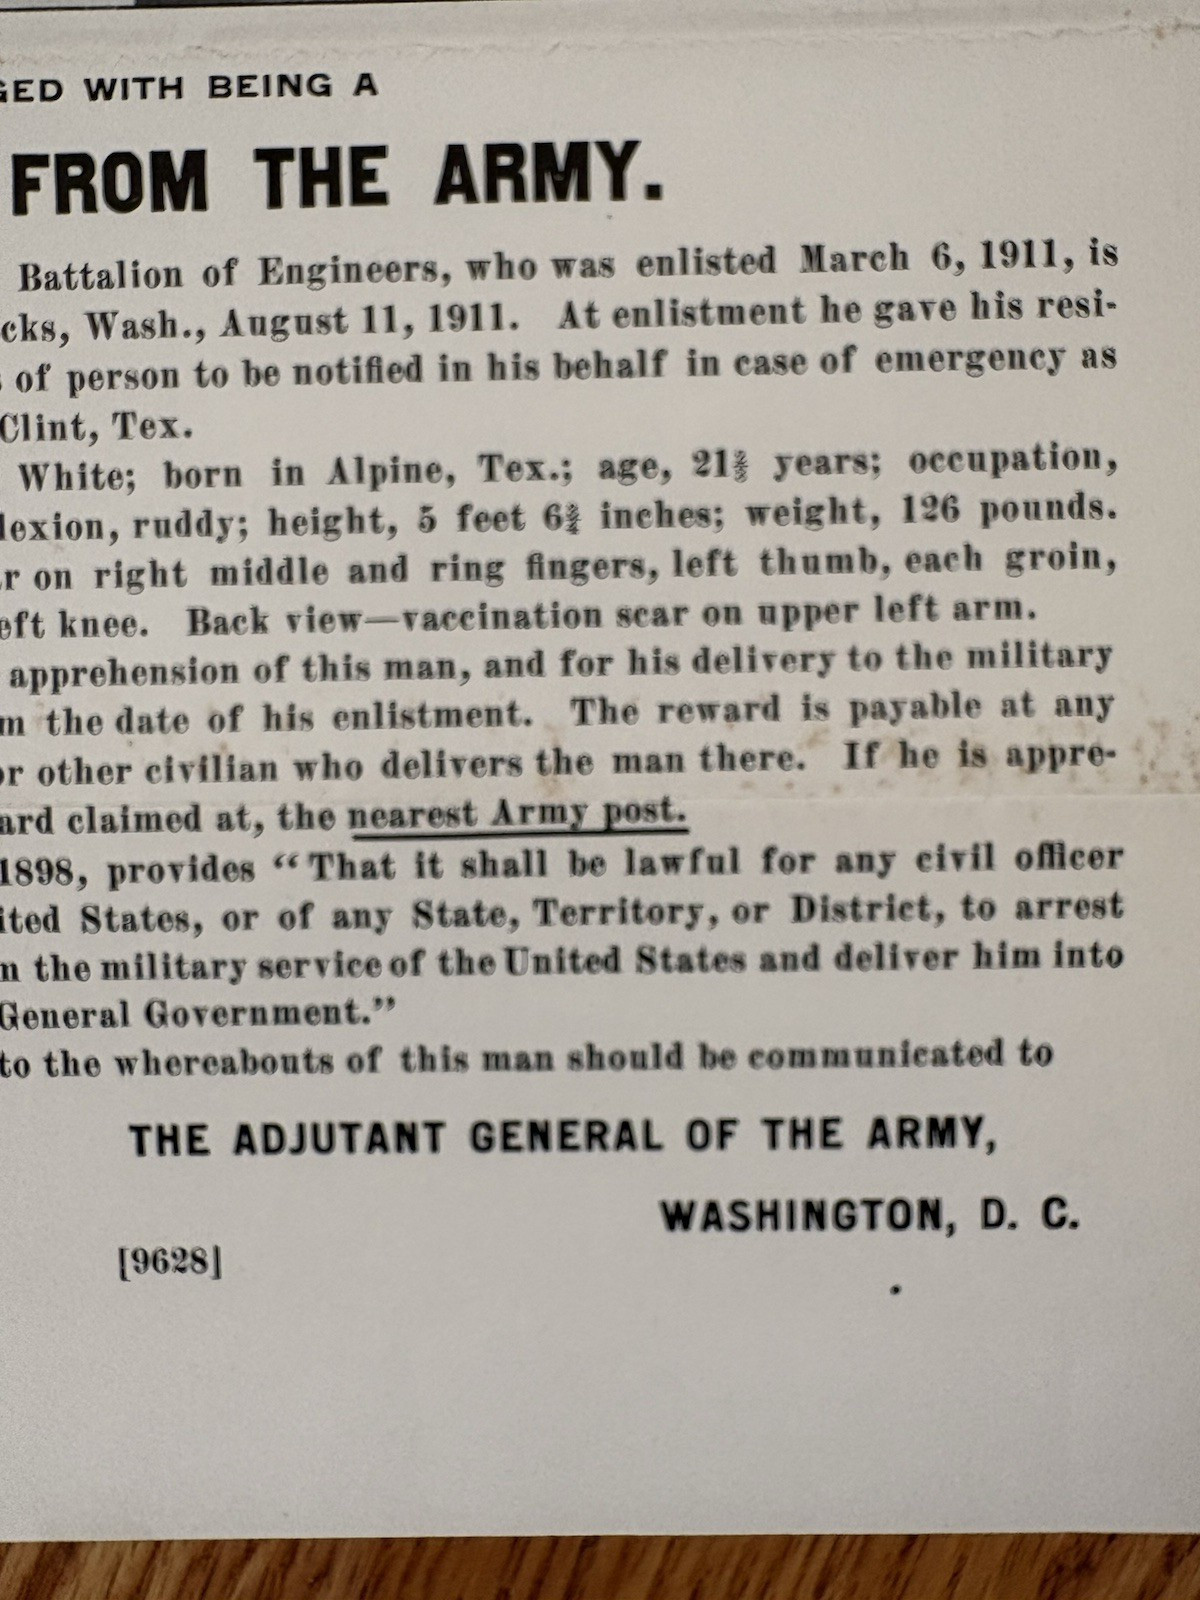 GED WITH BEING A
FROM THE ARMY.
Battalion of Engineers, who was enlisted March 6, 1911, is
cks, Wash., August 11, 1911. At enlistment he gave his resi-
s of person to be notified in his behalf in case of emergency as
Clint, Tex.
White; born in Alpine, Tex.; age, 21 years; occupation,
lexion, ruddy; height, 5 feet 6¾ inches; weight, 126 pounds.
r on right middle and ring fingers, left thumb, each groin,
eft knee. Back view—vaccination scar on upper left arm.
apprehension of this man, and for his delivery to the military
m the date of his enlistment. The reward is payable at any
or other civilian who delivers the man there. If he is appre-
ard claimed at, the nearest Army post.
1898, provides “That it shall be lawful for any civil officer
ited States, or of any State, Territory, or District, to arrest
n the military service of the United States and deliver him into
General Government.”
to the whereabouts of this man should be communicated to
THE ADJUTANT GENERAL OF THE ARMY,
WASHINGTON, D. C.
[9628]